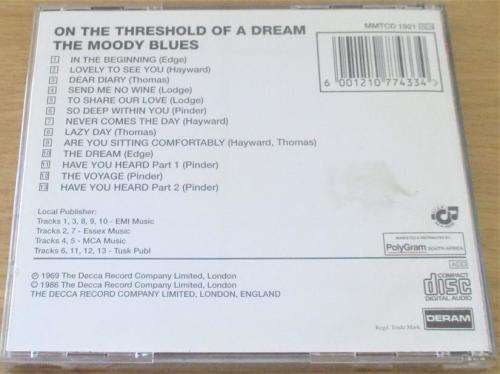 ON THE THRESHOLD OF A DREAM
THE MOODY BLUES
MMTCD 1921
6 001210 774334
1 IN THE BEGINNING (Edge)
2 LOVELY TO SEE YOU (Hayward)
3 DEAR DIARY (Thomas)
4 SEND ME NO WINE (Lodge)
5 TO SHARE OUR LOVE (Lodge)
6 SO DEEP WITHIN YOU (Pinder)
7 NEVER COMES THE DAY (Hayward)
8 LAZY DAY (Thomas)
9 ARE YOU SITTING COMFORTABLY (Hayward, Thomas)
10 THE DREAM (Edge)
11 HAVE YOU HEARD Part 1 (Pinder)
12 THE VOYAGE (Pinder)
13 HAVE YOU HEARD Part 2 (Pinder)
Local Publisher:
Tracks 1, 3, 8, 9, 10 - EMI Music
Tracks 2, 7 - Essex Music
Tracks 4, 5 - MCA Music
Tracks 6, 11, 12, 13 - Tusk Publ
MARKETED & DISTRIBUTED BY
PolyGram
SOUTH AFRICA
ADD
℗ 1969 The Decca Record Company Limited, London
© 1986 The Decca Record Company Limited, London
THE DECCA RECORD COMPANY LIMITED, LONDON, ENGLAND
COMPACT
disc
DIGITAL AUDIO
Regd. Trade Mark
DERAM